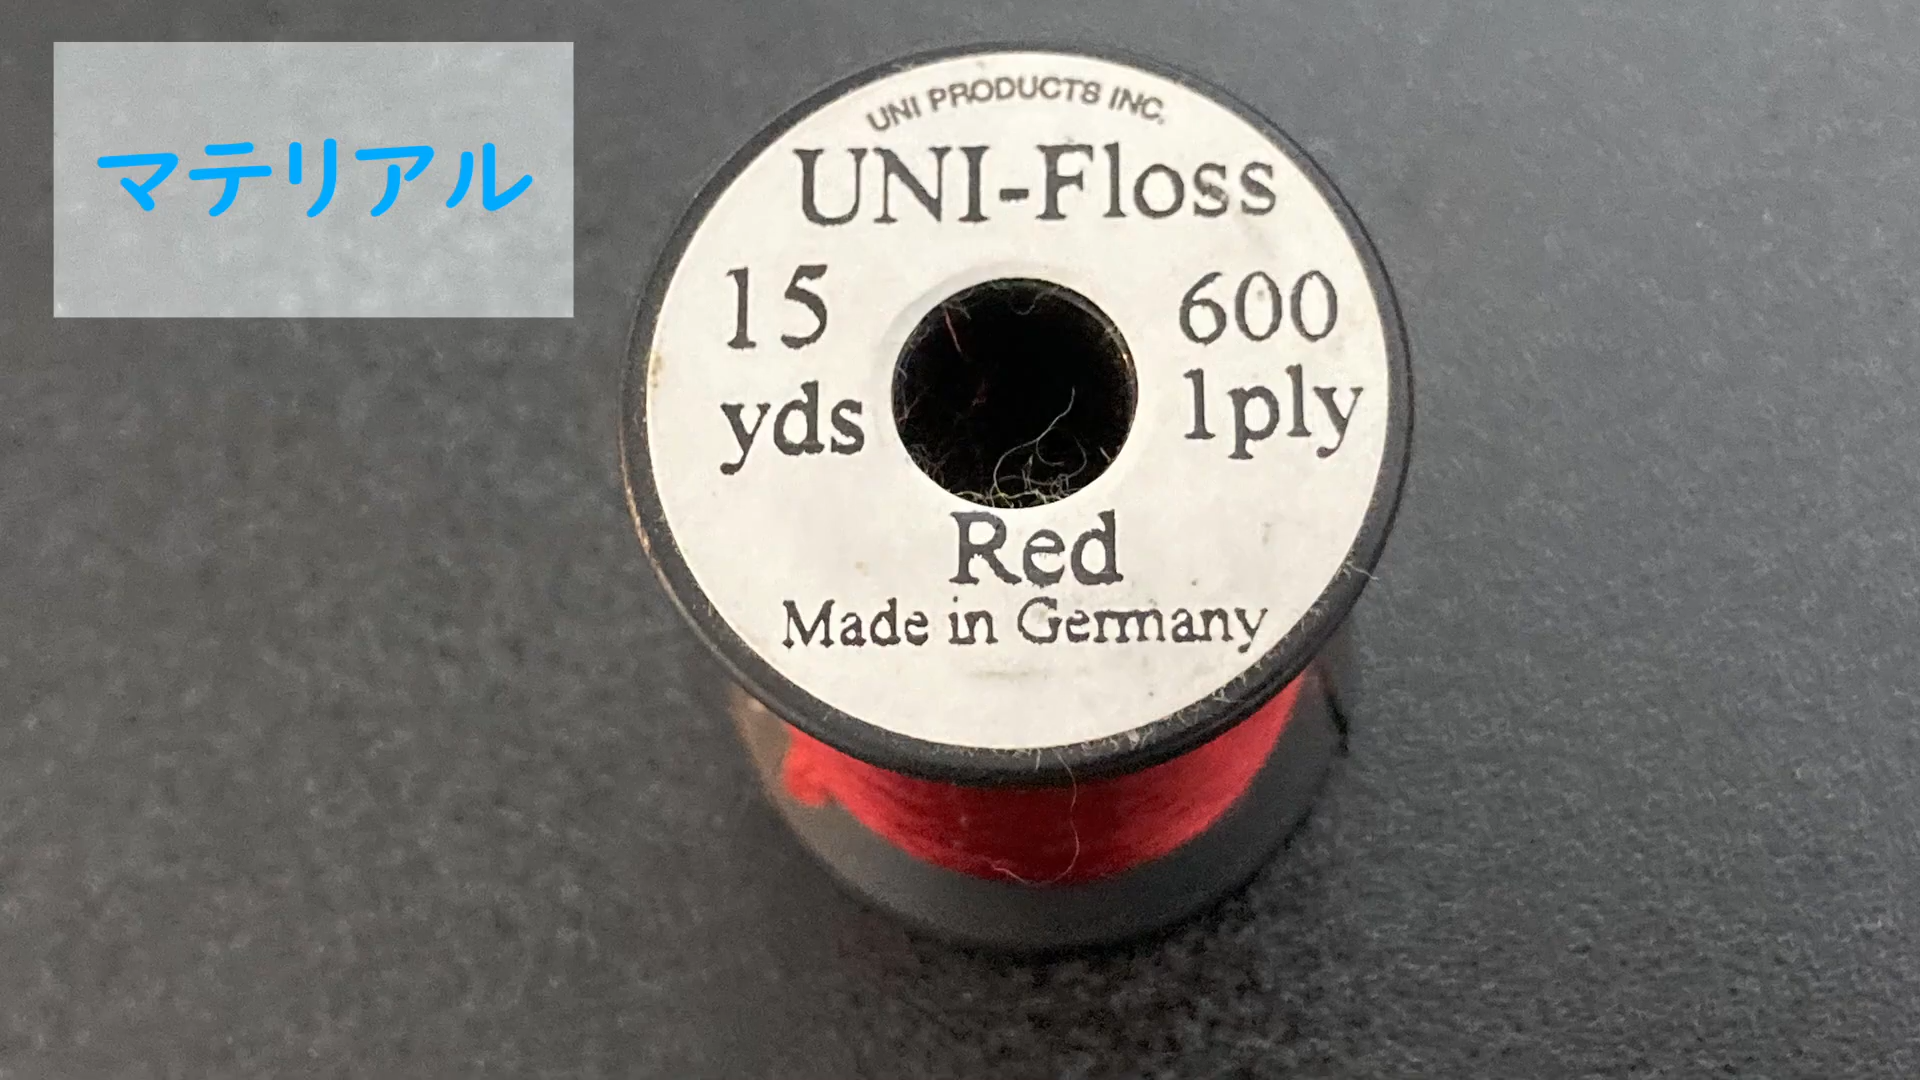 マテリアル
UNI PRODUCTS INC.
UNI-Floss
15 yds
600 1ply
Red
Made in Germany